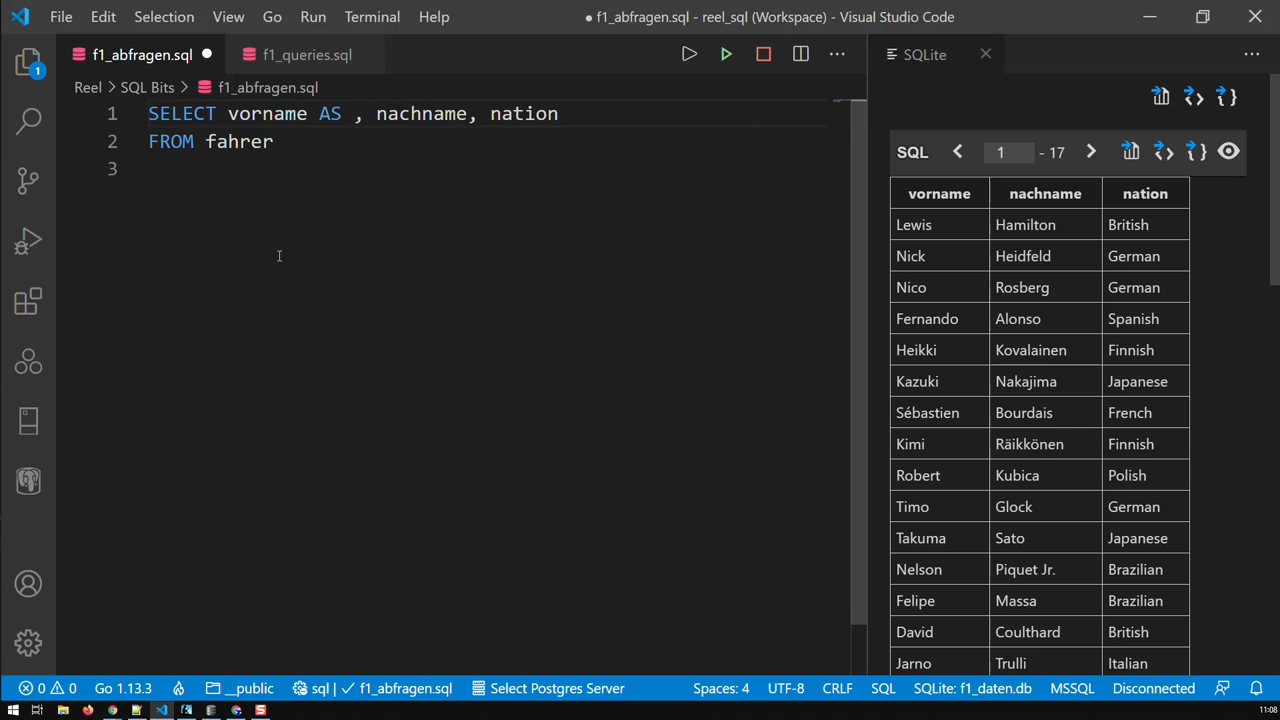 File Edit Selection View Go Run Terminal Help
● f1_abfragen.sql - reel_sql (Workspace) - Visual Studio Code
f1_abfragen.sql
f1_queries.sql
SQLite
1
Reel > SQL Bits > f1_abfragen.sql
1 SELECT vorname AS , nachname, nation
2 FROM fahrer
3
SQL < 1 - 17 >
vorname nachname nation
Lewis Hamilton British
Nick Heidfeld German
Nico Rosberg German
Fernando Alonso Spanish
Heikki Kovalainen Finnish
Kazuki Nakajima Japanese
Sébastien Bourdais French
Kimi Räikkönen Finnish
Robert Kubica Polish
Timo Glock German
Takuma Sato Japanese
Nelson Piquet Jr. Brazilian
Felipe Massa Brazilian
David Coulthard British
Jarno Trulli Italian
0 0 Go 1.13.3 __public sql | ✓ f1_abfragen.sql Select Postgres Server Spaces: 4 UTF-8 CRLF SQL SQLite: f1_daten.db MSSQL Disconnected
11:08